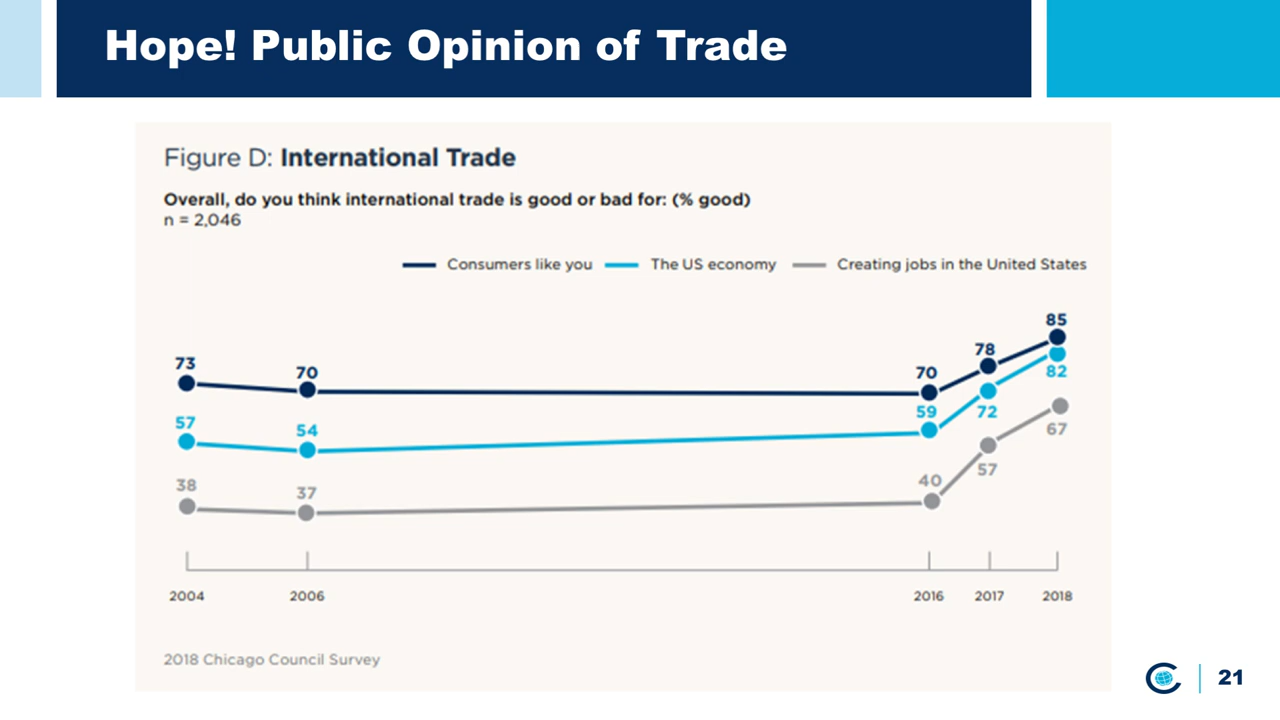 Hope! Public Opinion of Trade
Figure D: International Trade
Overall, do you think international trade is good or bad for: (% good)
n = 2,046
Consumers like you The US economy Creating jobs in the United States
85
78
73
70 70
82
72
59
57
54
67
57
40
38
37
2004 2006 2016 2017 2018
2018 Chicago Council Survey
21